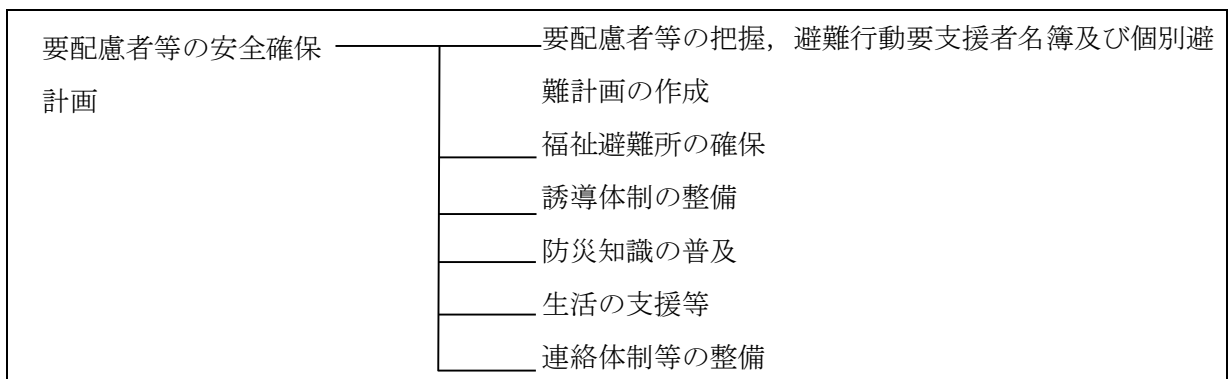 要配慮者等の安全確保
計画
要配慮者等の把握，避難行動要支援者名簿及び個別避
難計画の作成
福祉避難所の確保
誘導体制の整備
防災知識の普及
生活の支援等
連絡体制等の整備